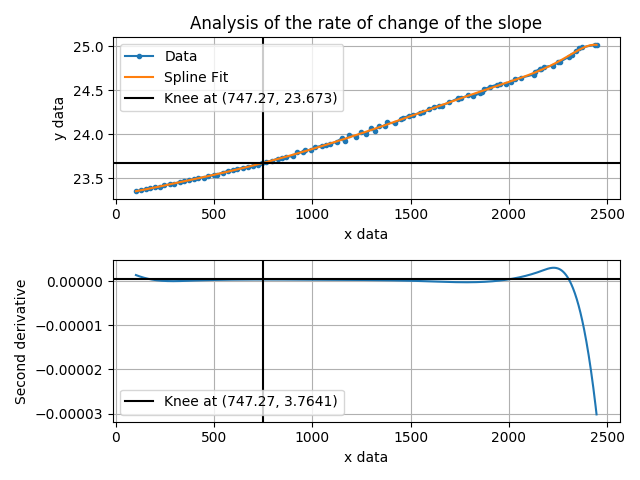 Analysis of the rate of change of the slope
25.0
24.5
24.0
23.5
y data
Data
Spline Fit
Knee at (747.27, 23.673)
0
500
1000
1500
2000
2500
x data
0.00000
−0.00001
−0.00002
−0.00003
Second derivative
Knee at (747.27, 3.7641)
0
500
1000
1500
2000
2500
x data